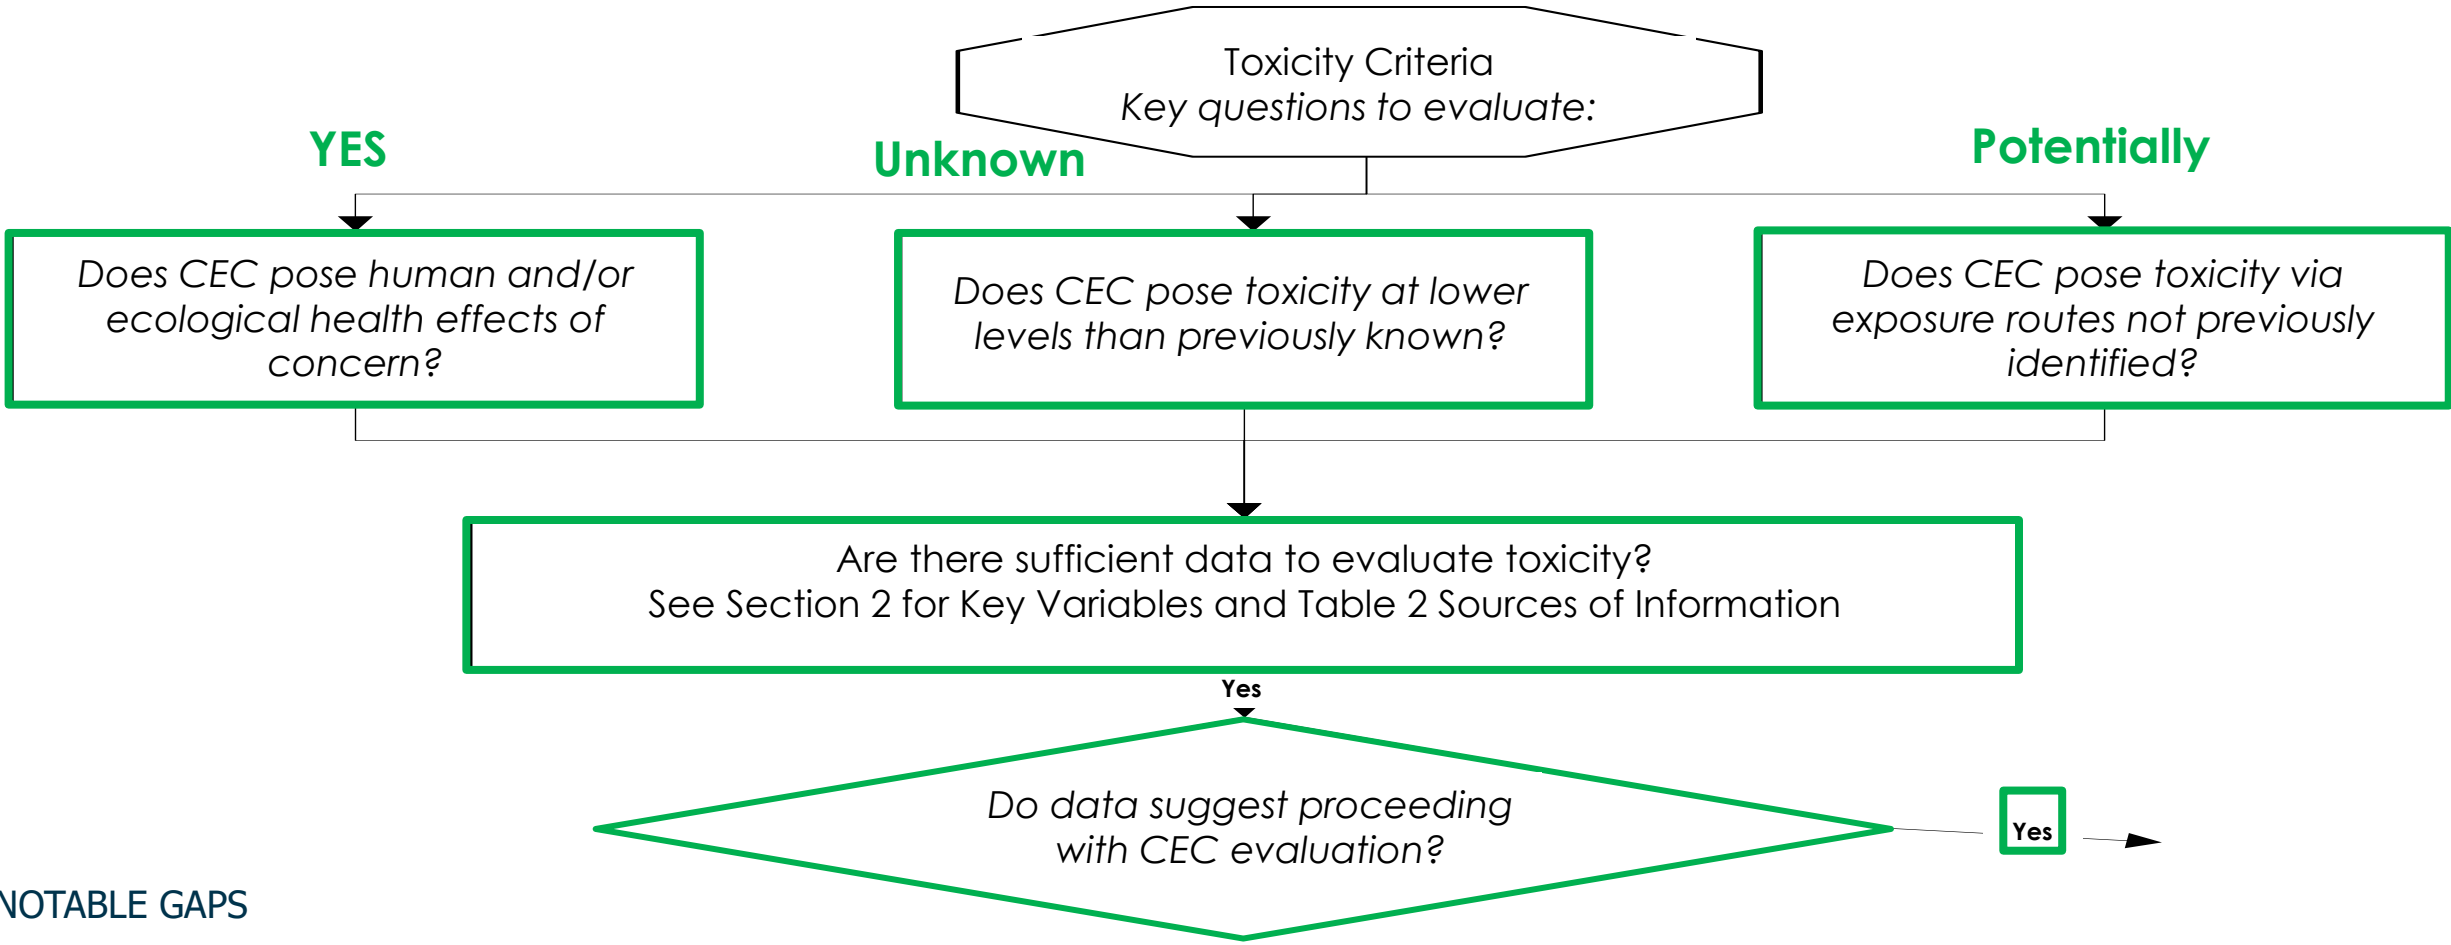 Toxicity Criteria
Key questions to evaluate:
YES
Unknown
Potentially
Does CEC pose human and/or
ecological health effects of
concern?
Does CEC pose toxicity at lower
levels than previously known?
Does CEC pose toxicity via
exposure routes not previously
identified?
Are there sufficient data to evaluate toxicity?
See Section 2 for Key Variables and Table 2 Sources of Information
Yes
Do data suggest proceeding
with CEC evaluation?
Yes
NOTABLE GAPS